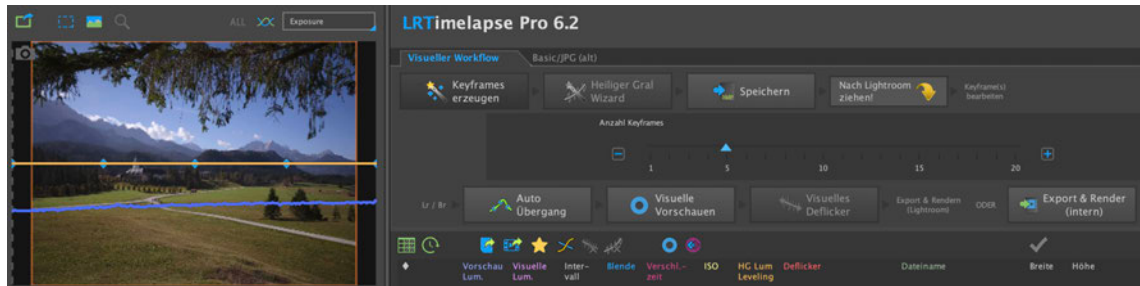 ALL Exposure
LRTimelapse Pro 6.2
Visueller Workflow Basic/JPG (alt)
Keyframes erzeugen
Heiliger Gral Wizard
Speichern
Nach Lightroom ziehen!
Keyframe(s) bearbeiten
Anzahl Keyframes
1 5 10 15 20
Lr / Br
Auto Übergang
Visuelle Vorschauen
Visuelles Deflicker
Export & Rendern (Lightroom)
ODER
Export & Render (intern)
Vorschau Lum.
Visuelle Lum.
Inter- vall
Blende
Verschl.- zeit
ISO
HG Lum Leveling
Deflicker
Dateiname
Breite
Höhe